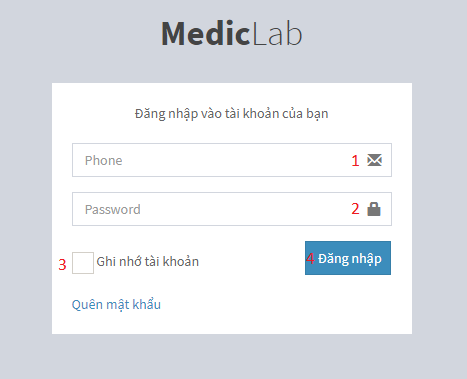 MedicLab
Đăng nhập vào tài khoản của bạn
Phone 1
Password 2
3 Ghi nhớ tài khoản
4 Đăng nhập
Quên mật khẩu